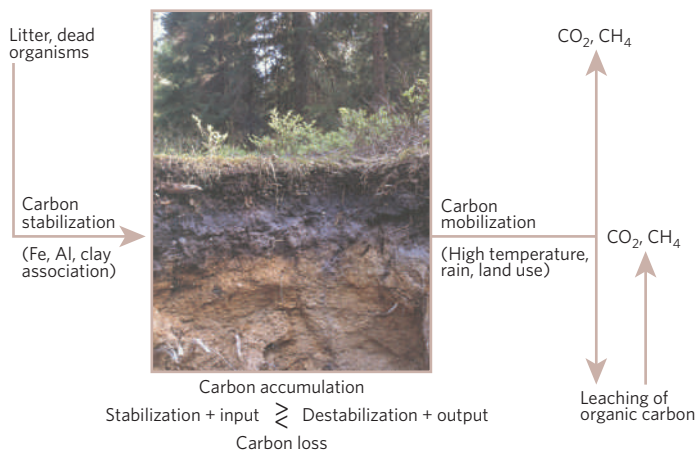 Litter, dead
organisms
CO2, CH4
Carbon
stabilization
(Fe, Al, clay
association)
Carbon
mobilization
(High temperature,
rain, land use)
CO2, CH4
Leaching of
organic carbon
Carbon accumulation
Stabilization + input ≷ Destabilization + output
Carbon loss